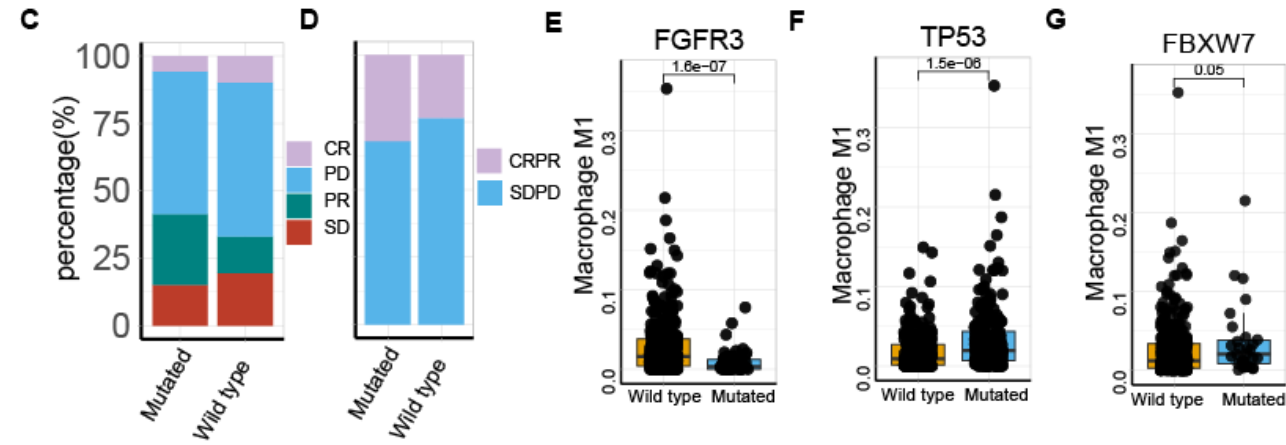 C
percentage(%)
100
75
50
25
0
Mutated
Wild type
CR
PD
PR
SD
D
Mutated
Wild type
CRPR
SDPD
E
FGFR3
1.6e−07
Macrophage M1
0.3
0.2
0.1
0.0
Wild type
Mutated
F
TP53
1.5e−06
Macrophage M1
0.3
0.2
0.1
0.0
Wild type
Mutated
G
FBXW7
0.05
Macrophage M1
0.3
0.2
0.1
0.0
Wild type
Mutated